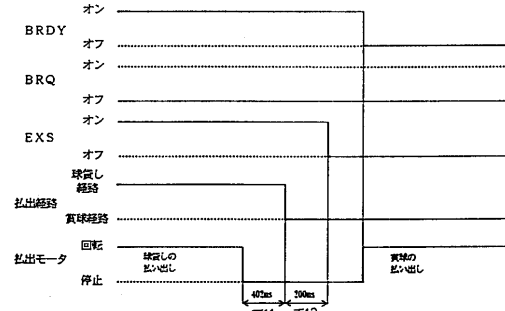 オン
BRDY
オフ
オン
BRQ
オフ
オン
EXS
オフ
球貸し
経路
払出経路
賞球経路
払出モータ
回転
球貸しの
払い出し
賞球の
払い出し
停止
402ms
200ms